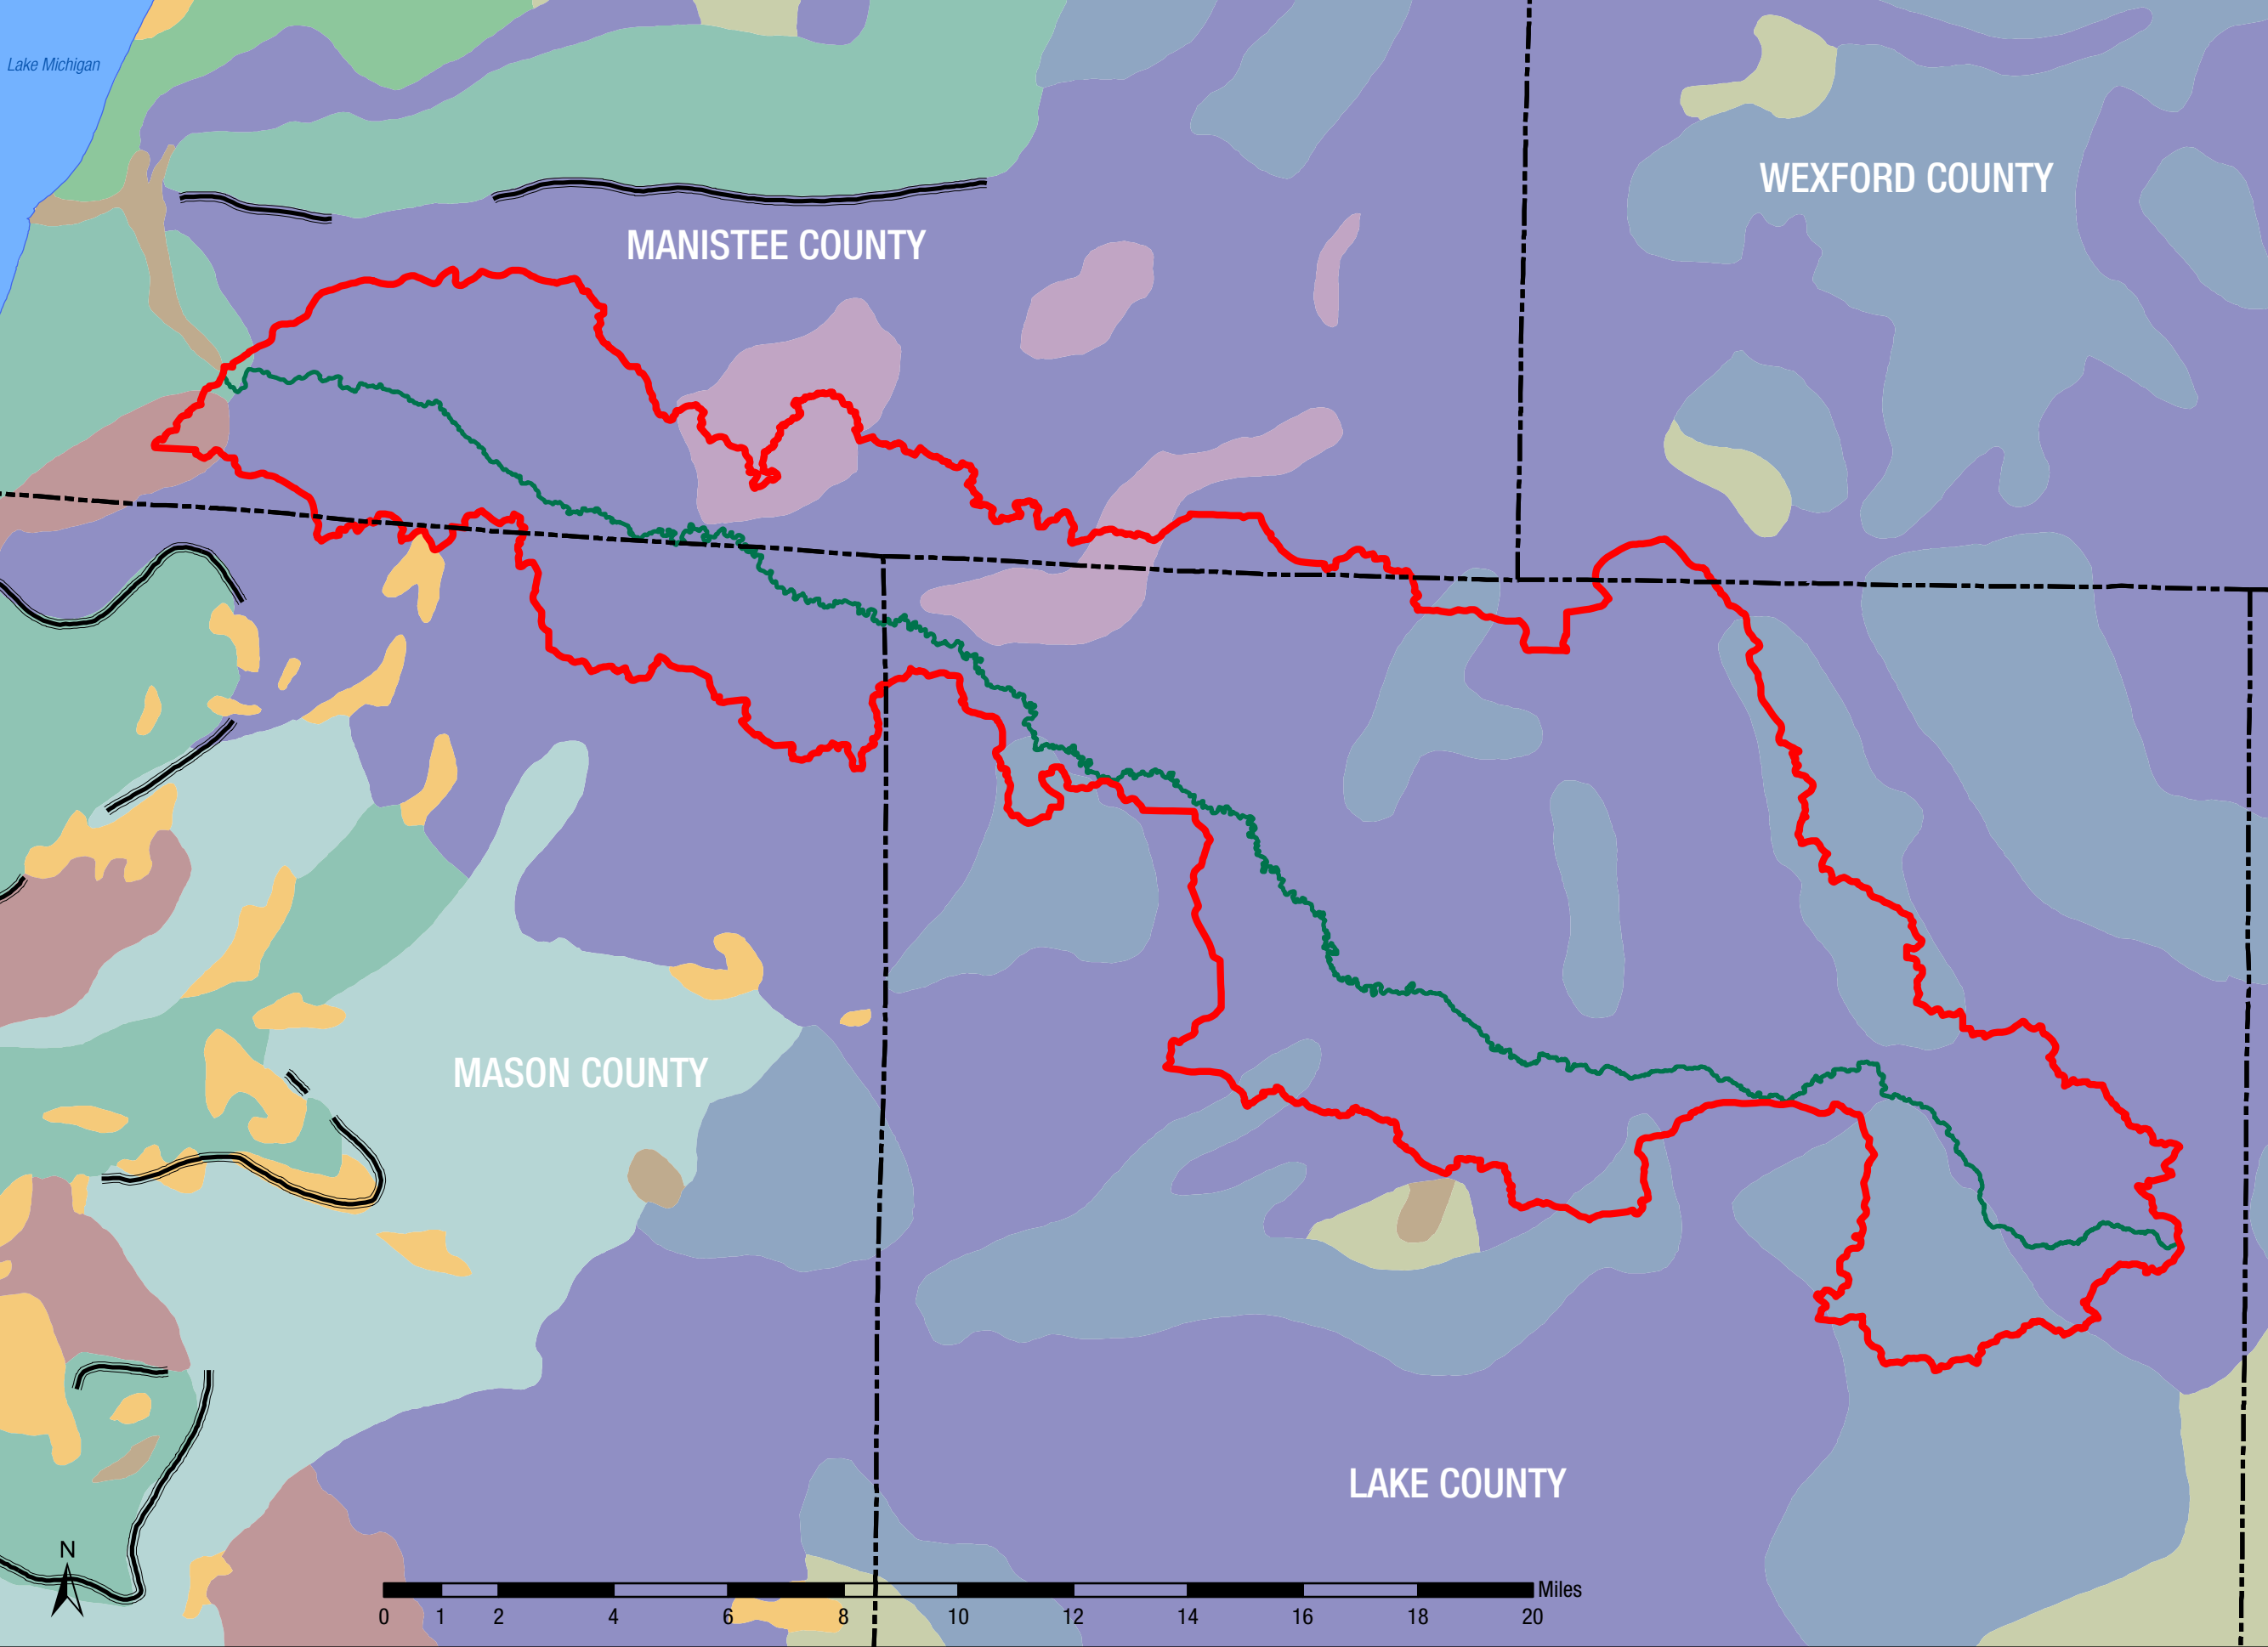 Lake Michigan
WEXFORD COUNTY
MANISTEE COUNTY
MASON COUNTY
LAKE COUNTY
N
Miles
0 1 2 4 6 8 10 12 14 16 18 20